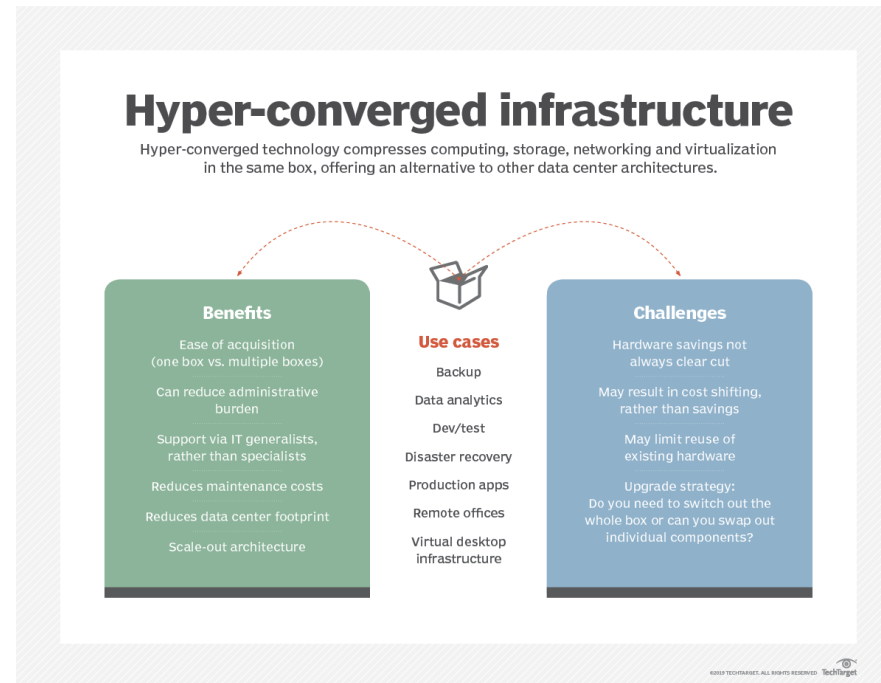 Hyper-converged infrastructure
Hyper-converged technology compresses computing, storage, networking and virtualization
in the same box, offering an alternative to other data center architectures.
Benefits
Ease of acquisition
(one box vs. multiple boxes)
Can reduce administrative
burden
Support via IT generalists,
rather than specialists
Reduces maintenance costs
Reduces data center footprint
Scale-out architecture
Use cases
Backup
Data analytics
Dev/test
Disaster recovery
Production apps
Remote offices
Virtual desktop
infrastructure
Challenges
Hardware savings not
always clear cut
May result in cost shifting,
rather than savings
May limit reuse of
existing hardware
Upgrade strategy:
Do you need to switch out the
whole box or can you swap out
individual components?
©2019 TECHTARGET. ALL RIGHTS RESERVED TechTarget